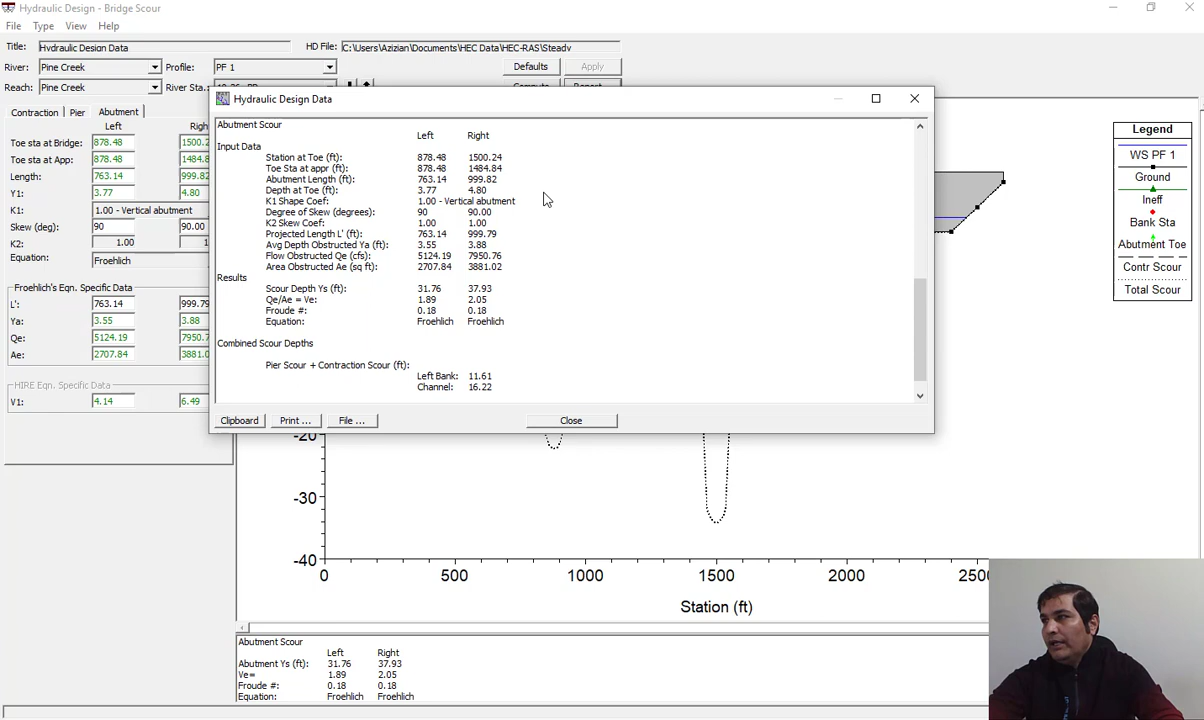 Hydraulic Design - Bridge Scour
File Type View Help
Title: Hydraulic Design Data HD File: C:\Users\Azizian\Documents\HEC Data\HEC-RAS\Steady
River: Pine Creek Profile: PF 1 Defaults Apply
Reach: Pine Creek River Sta.:
Contraction Pier Abutment
Left
Toe sta at Bridge: 878.48 1500.24
Toe sta at App: 878.48 1484.84
Length: 763.14 999.82
Y1: 3.77 4.80
K1: 1.00 - Vertical abutment
Skew (deg): 90 90.00
K2: 1.00
Equation: Froehlich
Froehlich's Eqn. Specific Data
L': 763.14 999.79
Ya: 3.55 3.88
Qe: 5124.19 7950.7
Ae: 2707.84 3881.0
HIRE Eqn. Specific Data
V1: 4.14 6.49
Hydraulic Design Data
Abutment Scour
Left Right
Input Data
Station at Toe (ft): 878.48 1500.24
Toe Sta at appr (ft): 878.48 1484.84
Abutment Length (ft): 763.14 999.82
Depth at Toe (ft): 3.77 4.80
K1 Shape Coef: 1.00 - Vertical abutment
Degree of Skew (degrees): 90 90.00
K2 Skew Coef: 1.00 1.00
Projected Length L' (ft): 763.14 999.79
Avg Depth Obstructed Ya (ft): 3.55 3.88
Flow Obstructed Qe (cfs): 5124.19 7950.76
Area Obstructed Ae (sq ft): 2707.84 3881.02
Results
Scour Depth Ys (ft): 31.76 37.93
Qe/Ae = Ve: 1.89 2.05
Froude #: 0.18 0.18
Equation: Froehlich Froehlich
Combined Scour Depths
Pier Scour + Contraction Scour (ft):
Left Bank: 11.61
Channel: 16.22
Clipboard Print ... File ... Close
Legend
WS PF 1
Ground
Ineff
Bank Sta
Abutment Toe
Contr Scour
Total Scour
-20
-30
-40
0 500 1000 1500 2000
Station (ft)
Abutment Scour
Left Right
Abutment Ys (ft): 31.76 37.93
Ve= 1.89 2.05
Froude #: 0.18 0.18
Equation: Froehlich Froehlich